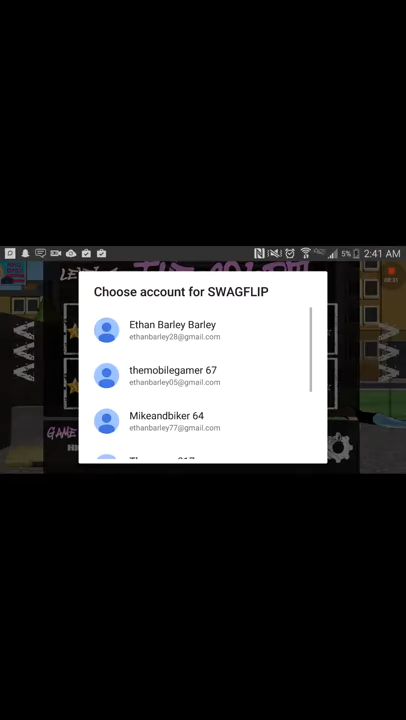 5% 2:41 AM
Choose account for SWAGFLIP
Ethan Barley Barley
ethanbarley28@gmail.com
themobilegamer 67
ethanbarley05@gmail.com
Mikeandbiker 64
ethanbarley77@gmail.com
GAME